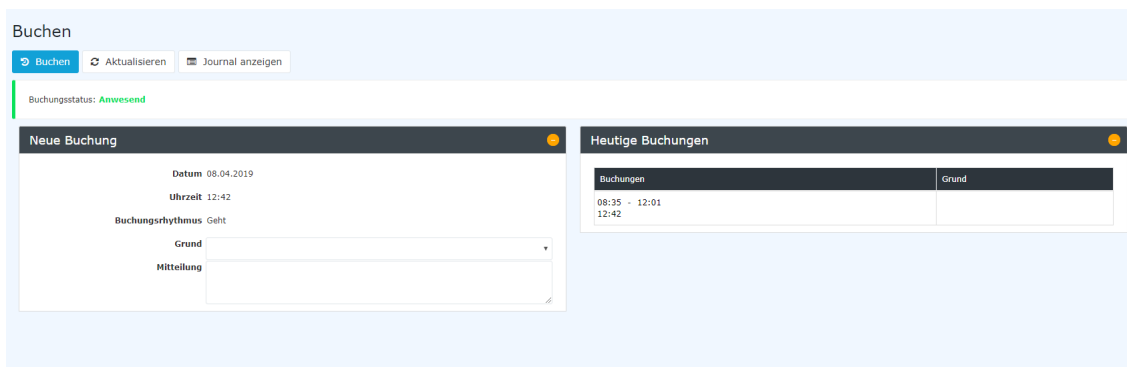 Buchen
Buchen Aktualisieren Journal anzeigen
Buchungsstatus: Anwesend
Neue Buchung
Datum 08.04.2019
Uhrzeit 12:42
Buchungsrhythmus Geht
Grund
Mitteilung
Heutige Buchungen
Buchungen Grund
08:35 - 12:01
12:42